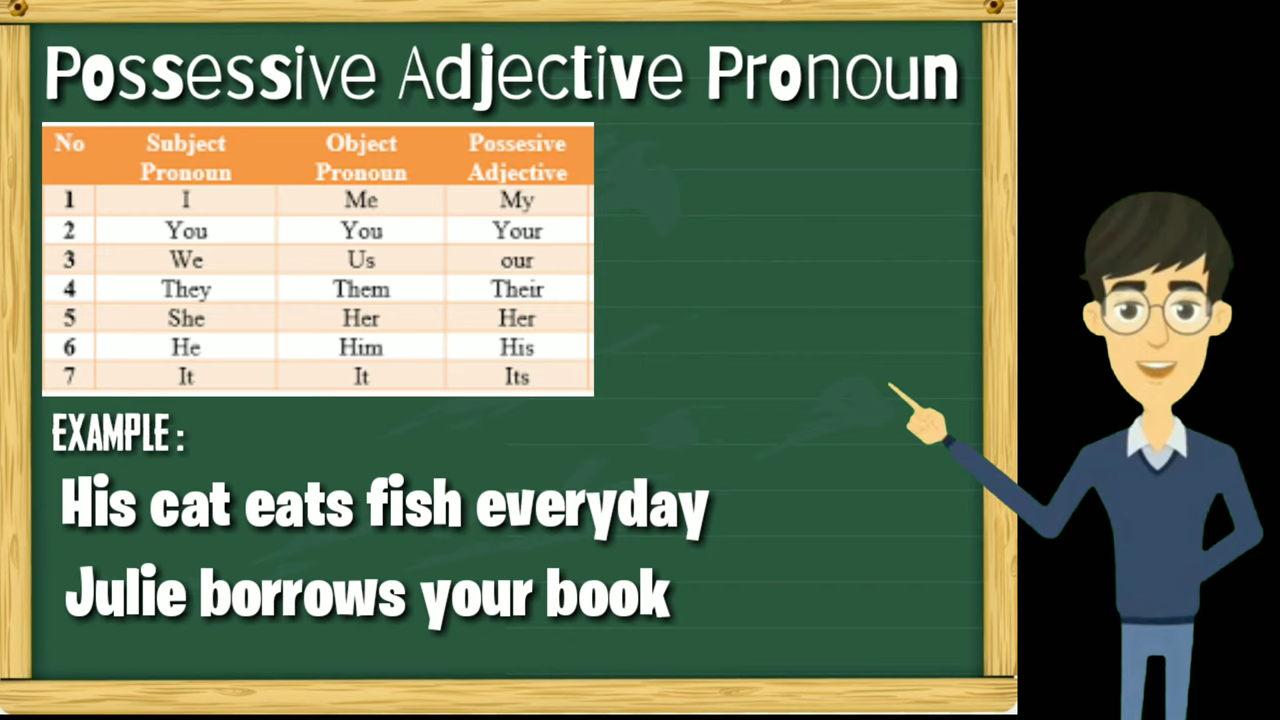 Possessive Adjective Pronoun
No Subject Pronoun Object Pronoun Possesive Adjective
1 I Me My
2 You You Your
3 We Us our
4 They Them Their
5 She Her Her
6 He Him His
7 It It Its
EXAMPLE :
His cat eats fish everyday
Julie borrows your book